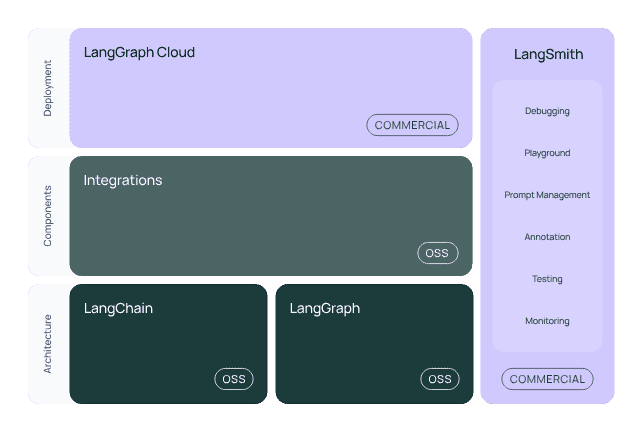 Deployment
LangGraph Cloud
COMMERCIAL
Components
Integrations
OSS
Architecture
LangChain
OSS
LangGraph
OSS
LangSmith
Debugging
Playground
Prompt Management
Annotation
Testing
Monitoring
COMMERCIAL